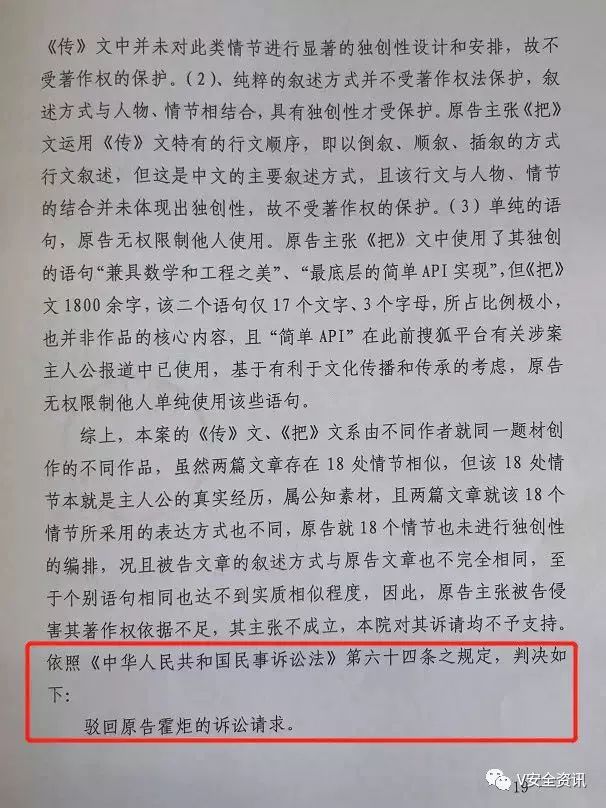 《传》文中并未对此类情节进行显著的独创性设计和安排，故不
受著作权的保护。（2）、纯粹的叙述方式并不受著作权法保护，叙
述方式与人物、情节相结合，具有独创性才受保护。原告主张《把》
文运用《传》文特有的行文顺序，即以倒叙、顺叙、插叙的方式
行文叙述，但这是中文的主要叙述方式，且该行文与人物、情节
的结合并未体现出独创性，故不受著作权的保护。（3）单纯的语
句，原告无权限制他人使用。原告主张《把》文中使用了其独创
的语句“兼具数学和工程之美”、“最底层的简单API实现”，但《把》
文1800余字，该二个语句仅17个文字、3个字母，所占比例极小，
也并非作品的核心内容，且“简单API”在此前搜狐平台有关涉案
主人公报道中已使用，基于有利于文化传播和传承的考虑，原告
无权限制他人单纯使用该些语句。
综上，本案的《传》文、《把》文系由不同作者就同一题材创
作的不同作品，虽然两篇文章存在18处情节相似，但该18处情
节本就是主人公的真实经历，属公知素材，且两篇文章就该18个
情节所采用的表达方式也不同，原告就18个情节也未进行独创性
的编排，况且被告文章的叙述方式与原告文章也不完全相同，至
于个别语句相同也达不到实质相似程度，因此，原告主张被告侵
害其著作权依据不足，其主张不成立，本院对其诉请均不予支持。
依照《中华人民共和国民事诉讼法》第六十四条之规定，判决如
下：
驳回原告霍炬的诉讼请求。
V安全资讯
19